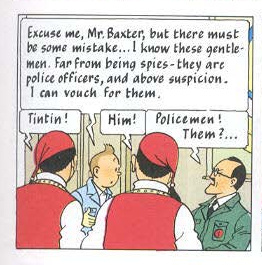 Excuse me, Mr. Baxter, but there must
be some mistake... I know these gentle-
men. Far from being spies-they are
police officers, and above suspicion.
I can vouch for them.
Tintin!
Him!
Policemen!
Them?...